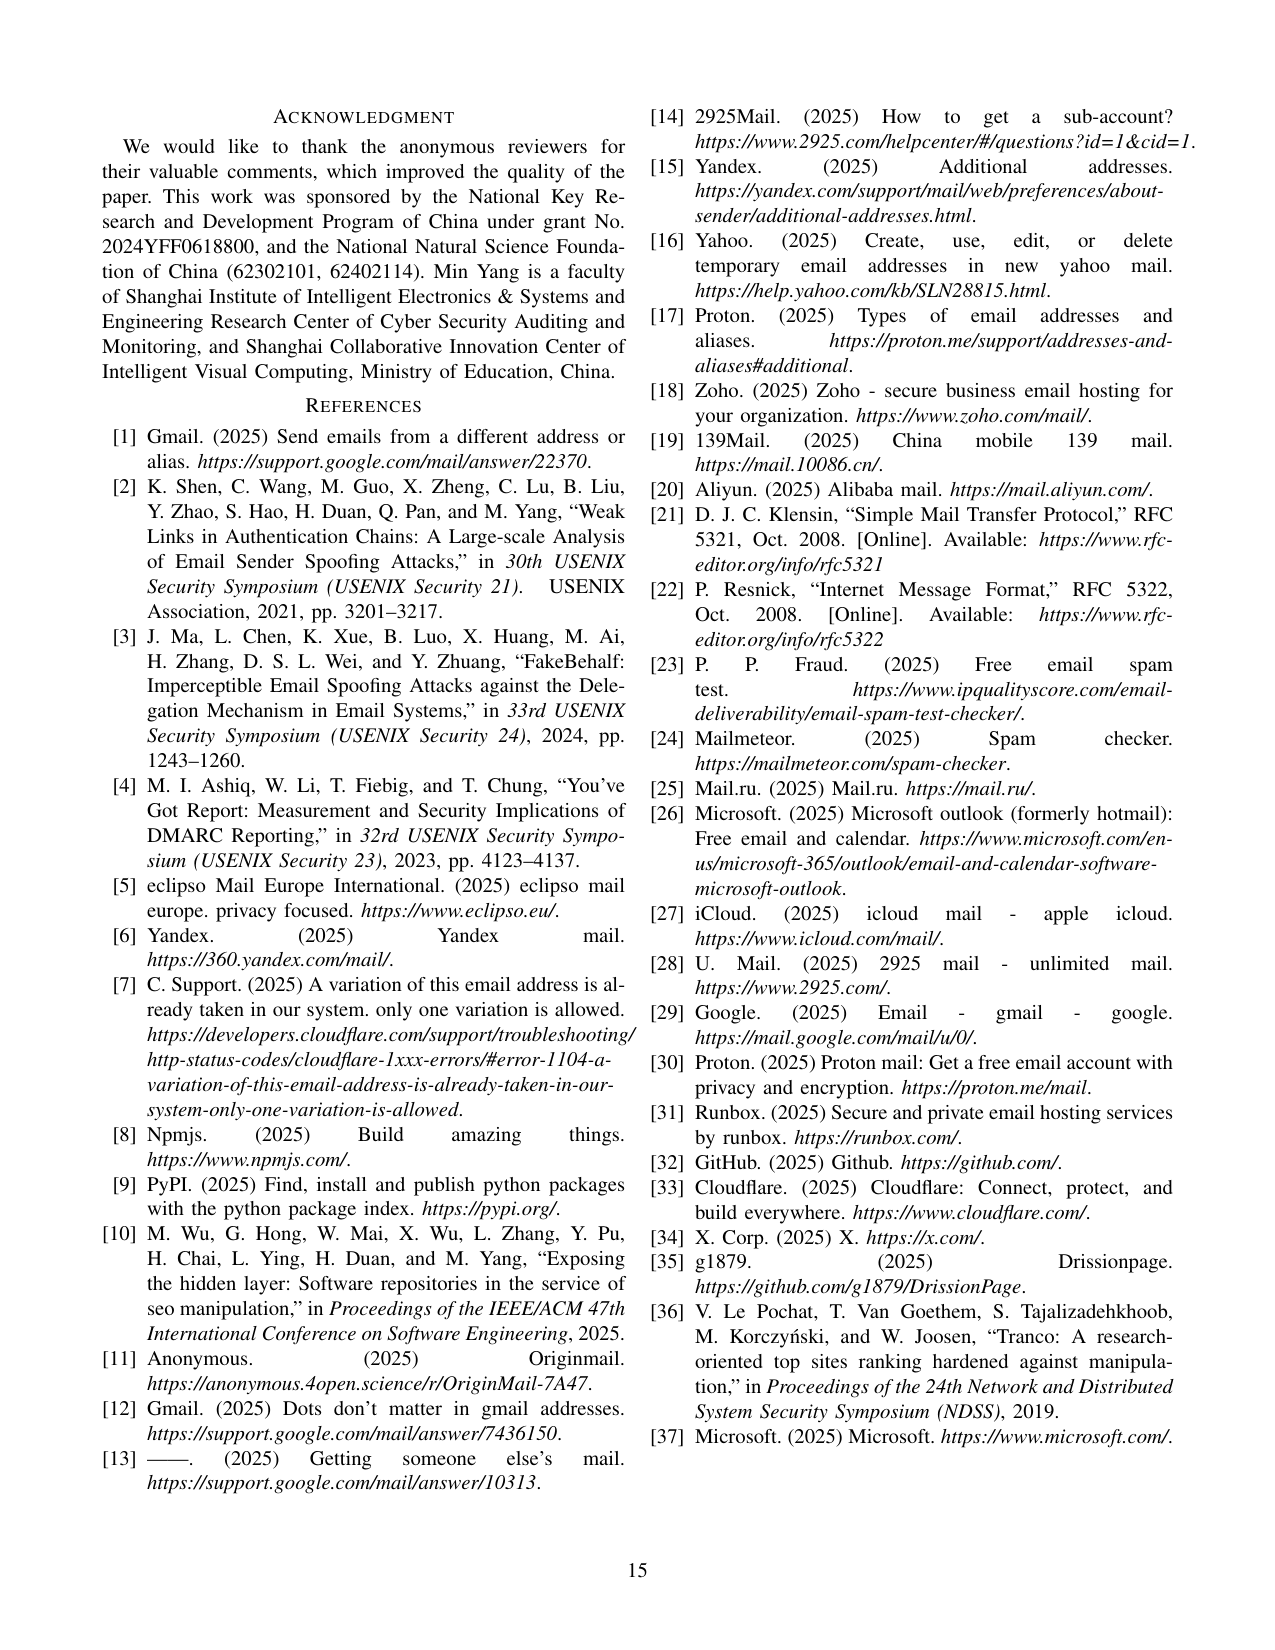 ACKNOWLEDGMENT
We would like to thank the anonymous reviewers for
their valuable comments, which improved the quality of the
paper. This work was sponsored by the National Key Re-
search and Development Program of China under grant No.
2024YFF0618800, and the National Natural Science Founda-
tion of China (62302101, 62402114). Min Yang is a faculty
of Shanghai Institute of Intelligent Electronics & Systems and
Engineering Research Center of Cyber Security Auditing and
Monitoring, and Shanghai Collaborative Innovation Center of
Intelligent Visual Computing, Ministry of Education, China.
REFERENCES
[1] Gmail. (2025) Send emails from a different address or
alias. https://support.google.com/mail/answer/22370.
[2] K. Shen, C. Wang, M. Guo, X. Zheng, C. Lu, B. Liu,
Y. Zhao, S. Hao, H. Duan, Q. Pan, and M. Yang, “Weak
Links in Authentication Chains: A Large-scale Analysis
of Email Sender Spoofing Attacks,” in 30th USENIX
Security Symposium (USENIX Security 21). USENIX
Association, 2021, pp. 3201–3217.
[3] J. Ma, L. Chen, K. Xue, B. Luo, X. Huang, M. Ai,
H. Zhang, D. S. L. Wei, and Y. Zhuang, “FakeBehalf:
Imperceptible Email Spoofing Attacks against the Dele-
gation Mechanism in Email Systems,” in 33rd USENIX
Security Symposium (USENIX Security 24), 2024, pp.
1243–1260.
[4] M. I. Ashiq, W. Li, T. Fiebig, and T. Chung, “You’ve
Got Report: Measurement and Security Implications of
DMARC Reporting,” in 32rd USENIX Security Sympo-
sium (USENIX Security 23), 2023, pp. 4123–4137.
[5] eclipso Mail Europe International. (2025) eclipso mail
europe. privacy focused. https://www.eclipso.eu/.
[6] Yandex. (2025) Yandex mail.
https://360.yandex.com/mail/.
[7] C. Support. (2025) A variation of this email address is al-
ready taken in our system. only one variation is allowed.
https://developers.cloudflare.com/support/troubleshooting/
http-status-codes/cloudflare-1xxx-errors/#error-1104-a-
variation-of-this-email-address-is-already-taken-in-our-
system-only-one-variation-is-allowed.
[8] Npmjs. (2025) Build amazing things.
https://www.npmjs.com/.
[9] PyPI. (2025) Find, install and publish python packages
with the python package index. https://pypi.org/.
[10] M. Wu, G. Hong, W. Mai, X. Wu, L. Zhang, Y. Pu,
H. Chai, L. Ying, H. Duan, and M. Yang, “Exposing
the hidden layer: Software repositories in the service of
seo manipulation,” in Proceedings of the IEEE/ACM 47th
International Conference on Software Engineering, 2025.
[11] Anonymous. (2025) Originmail.
https://anonymous.4open.science/r/OriginMail-7A47.
[12] Gmail. (2025) Dots don’t matter in gmail addresses.
https://support.google.com/mail/answer/7436150.
[13] ——. (2025) Getting someone else’s mail.
https://support.google.com/mail/answer/10313.
[14] 2925Mail. (2025) How to get a sub-account?
https://www.2925.com/helpcenter/#/questions?id=1&cid=1.
[15] Yandex. (2025) Additional addresses.
https://yandex.com/support/mail/web/preferences/about-
sender/additional-addresses.html.
[16] Yahoo. (2025) Create, use, edit, or delete
temporary email addresses in new yahoo mail.
https://help.yahoo.com/kb/SLN28815.html.
[17] Proton. (2025) Types of email addresses and
aliases. https://proton.me/support/addresses-and-
aliases#additional.
[18] Zoho. (2025) Zoho - secure business email hosting for
your organization. https://www.zoho.com/mail/.
[19] 139Mail. (2025) China mobile 139 mail.
https://mail.10086.cn/.
[20] Aliyun. (2025) Alibaba mail. https://mail.aliyun.com/.
[21] D. J. C. Klensin, “Simple Mail Transfer Protocol,” RFC
5321, Oct. 2008. [Online]. Available: https://www.rfc-
editor.org/info/rfc5321
[22] P. Resnick, “Internet Message Format,” RFC 5322,
Oct. 2008. [Online]. Available: https://www.rfc-
editor.org/info/rfc5322
[23] P. P. Fraud. (2025) Free email spam
test. https://www.ipqualityscore.com/email-
deliverability/email-spam-test-checker/.
[24] Mailmeteor. (2025) Spam checker.
https://mailmeteor.com/spam-checker.
[25] Mail.ru. (2025) Mail.ru. https://mail.ru/.
[26] Microsoft. (2025) Microsoft outlook (formerly hotmail):
Free email and calendar. https://www.microsoft.com/en-
us/microsoft-365/outlook/email-and-calendar-software-
microsoft-outlook.
[27] iCloud. (2025) icloud mail - apple icloud.
https://www.icloud.com/mail/.
[28] U. Mail. (2025) 2925 mail - unlimited mail.
https://www.2925.com/.
[29] Google. (2025) Email - gmail - google.
https://mail.google.com/mail/u/0/.
[30] Proton. (2025) Proton mail: Get a free email account with
privacy and encryption. https://proton.me/mail.
[31] Runbox. (2025) Secure and private email hosting services
by runbox. https://runbox.com/.
[32] GitHub. (2025) Github. https://github.com/.
[33] Cloudflare. (2025) Cloudflare: Connect, protect, and
build everywhere. https://www.cloudflare.com/.
[34] X. Corp. (2025) X. https://x.com/.
[35] g1879. (2025) Drissionpage.
https://github.com/g1879/DrissionPage.
[36] V. Le Pochat, T. Van Goethem, S. Tajalizadehkhoob,
M. Korczyński, and W. Joosen, “Tranco: A research-
oriented top sites ranking hardened against manipula-
tion,” in Proceedings of the 24th Network and Distributed
System Security Symposium (NDSS), 2019.
[37] Microsoft. (2025) Microsoft. https://www.microsoft.com/.
15